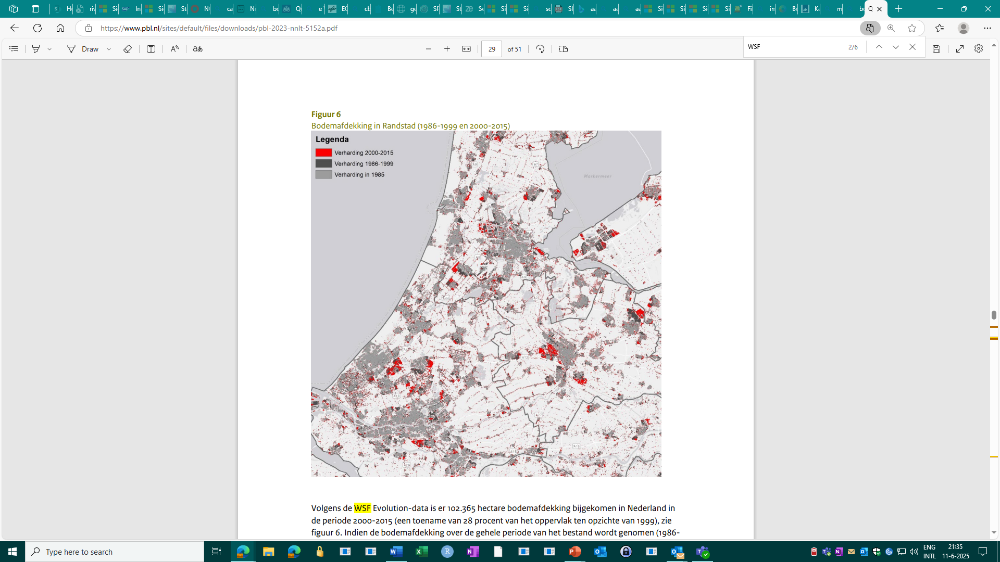 https://www.pbl.nl/sites/default/files/downloads/pbl-2023-nnlt-5152a.pdf
Draw
29 of 51
WSF 2/6
Figuur 6
Bodemafdekking in Randstad (1986-1999 en 2000-2015)
Legenda
Verharding 2000-2015
Verharding 1986-1999
Verharding in 1985
Markermeer
Volgens de WSF Evolution-data is er 102.365 hectare bodemafdekking bijgekomen in Nederland in
de periode 2000-2015 (een toename van 28 procent van het oppervlak ten opzichte van 1999), zie
figuur 6. Indien de bodemafdekking over de gehele periode van het bestand wordt genomen (1986-
Type here to search
ENG
INTL
21:35
11-6-2025